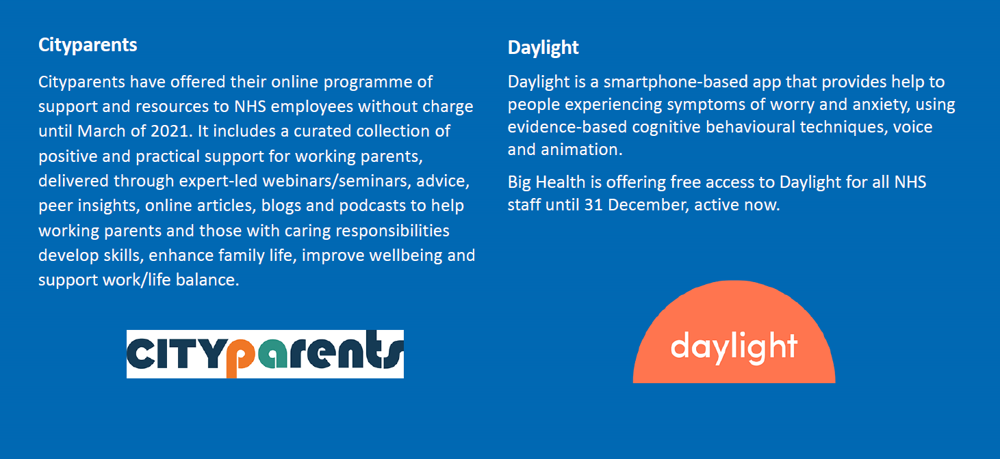 Cityparents
Cityparents have offered their online programme of
support and resources to NHS employees without charge
until March of 2021. It includes a curated collection of
positive and practical support for working parents,
delivered through expert-led webinars/seminars, advice,
peer insights, online articles, blogs and podcasts to help
working parents and those with caring responsibilities
develop skills, enhance family life, improve wellbeing and
support work/life balance.
CITYparents
Daylight
Daylight is a smartphone-based app that provides help to
people experiencing symptoms of worry and anxiety, using
evidence-based cognitive behavioural techniques, voice
and animation.
Big Health is offering free access to Daylight for all NHS
staff until 31 December, active now.
daylight